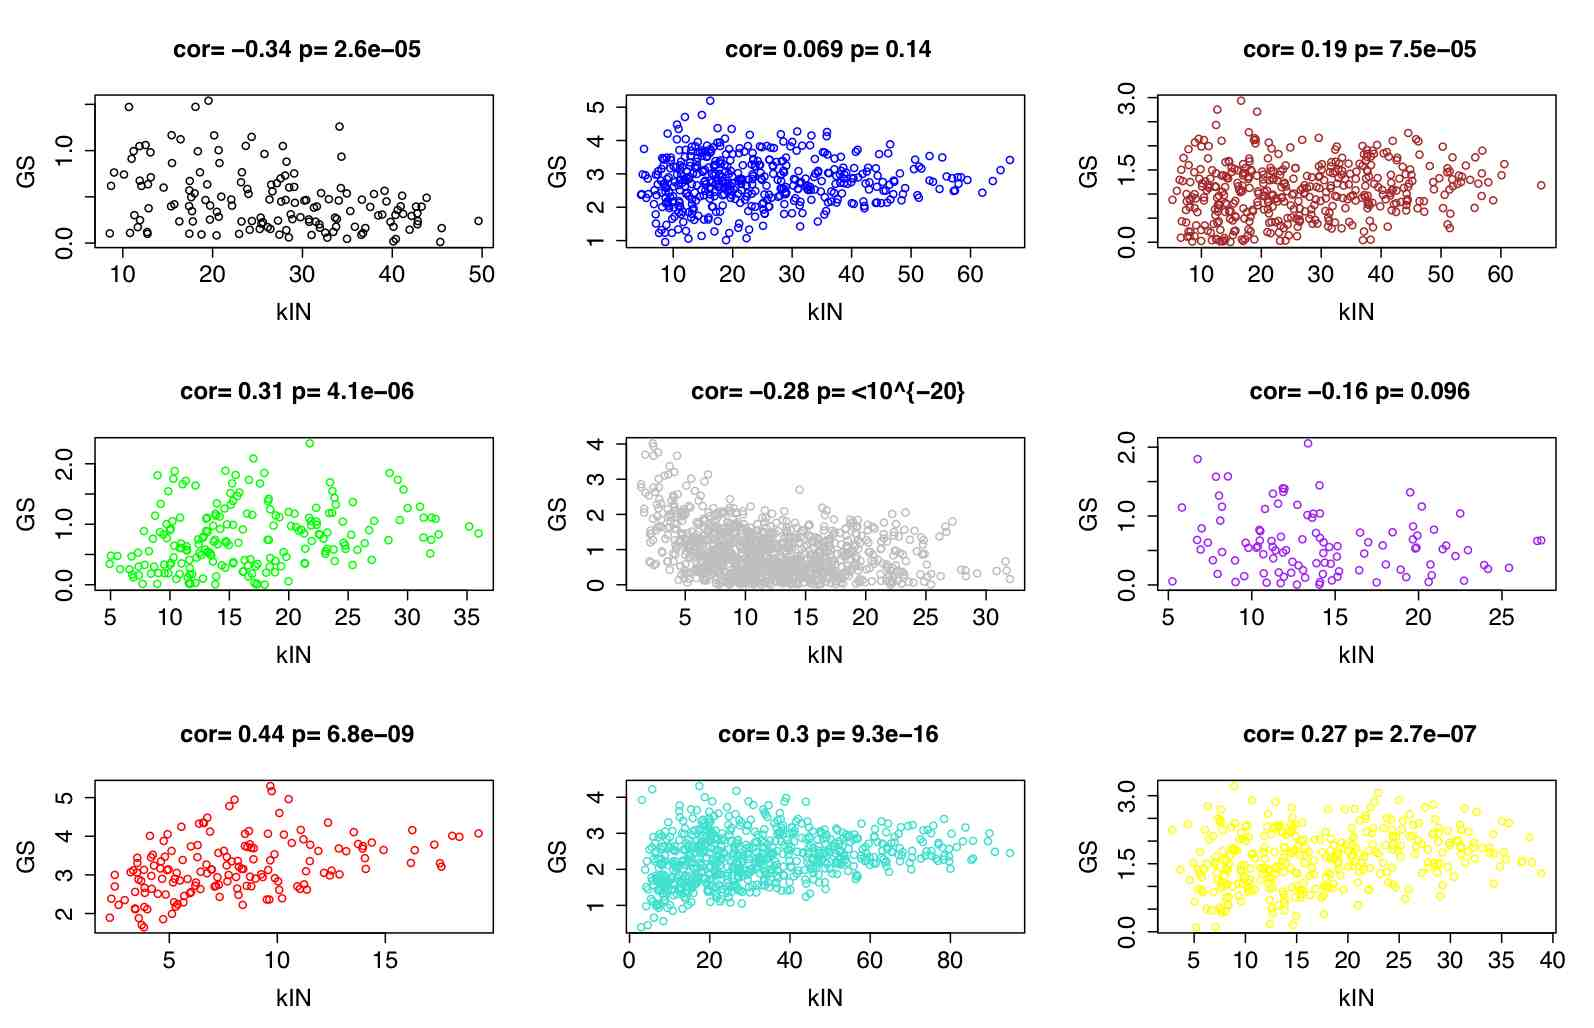 cor= −0.34 p= 2.6e−05
GS
0.0 1.0
10 20 30 40 50
kIN
cor= 0.069 p= 0.14
GS
1 2 3 4 5
10 20 30 40 50 60
kIN
cor= 0.19 p= 7.5e−05
GS
0.0 1.5 3.0
10 20 30 40 50 60
kIN
cor= 0.31 p= 4.1e−06
GS
0.0 1.0 2.0
5 10 15 20 25 30 35
kIN
cor= −0.28 p= <10^{−20}
GS
0 1 2 3 4
5 10 15 20 25 30
kIN
cor= −0.16 p= 0.096
GS
0.0 1.0 2.0
5 10 15 20 25
kIN
cor= 0.44 p= 6.8e−09
GS
2 3 4 5
5 10 15
kIN
cor= 0.3 p= 9.3e−16
GS
1 2 3 4
0 20 40 60 80
kIN
cor= 0.27 p= 2.7e−07
GS
0.0 1.5 3.0
5 10 15 20 25 30 35 40
kIN